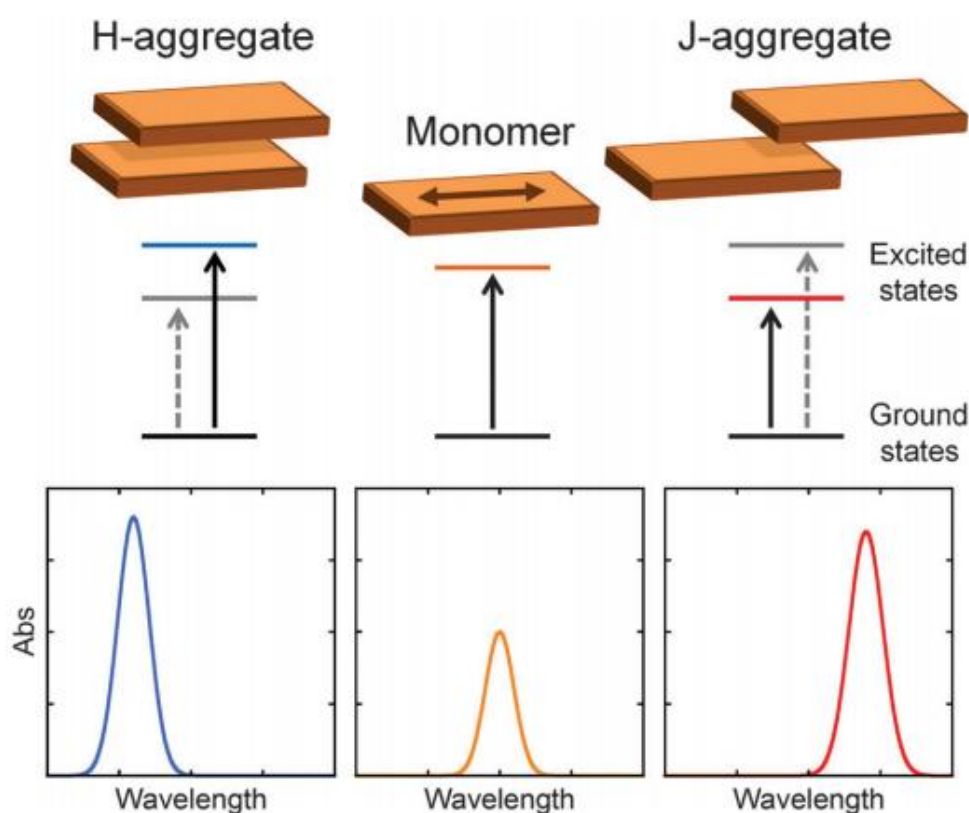 H-aggregate
J-aggregate
Monomer
Excited
states
Ground
states
Abs
Wavelength
Wavelength
Wavelength